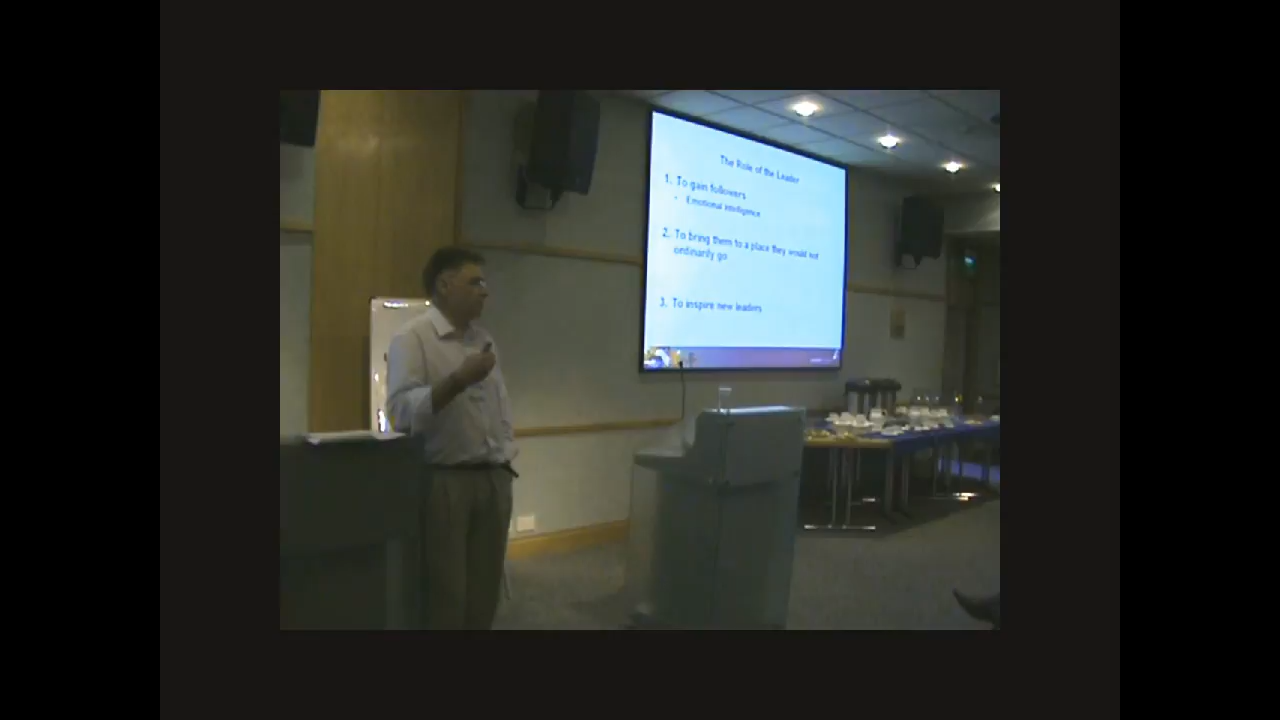 The Role of the Leader
1. To gain followers
- Emotional intelligence
2. To bring them to a place they would not
ordinarily go
3. To inspire new leaders